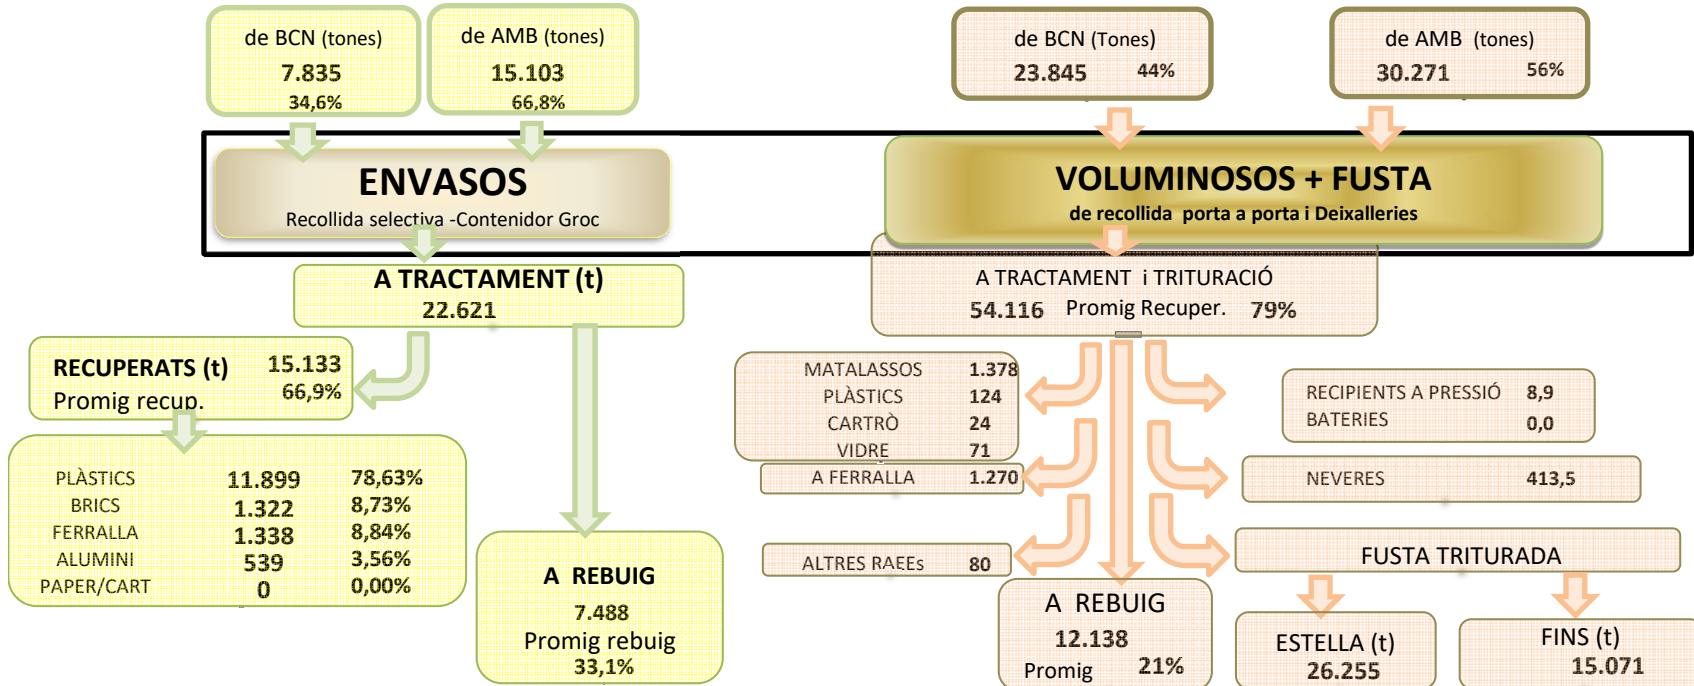 de BCN (tones)
7.835
34,6%
de AMB (tones)
15.103
66,8%
de BCN (Tones)
23.845 44%
de AMB (tones)
30.271 56%
ENVASOS
Recollida selectiva -Contenidor Groc
VOLUMINOSOS + FUSTA
de recollida porta a porta i Deixalleries
A TRACTAMENT (t)
22.621
A TRACTAMENT i TRITURACIÓ
54.116 Promig Recuper. 79%
RECUPERATS (t) 15.133
Promig recup. 66,9%
PLÀSTICS 11.899 78,63%
BRICS 1.322 8,73%
FERRALLA 1.338 8,84%
ALUMINI 539 3,56%
PAPER/CART 0 0,00%
A REBUIG
7.488
Promig rebuig
33,1%
MATALASSOS 1.378
PLÀSTICS 124
CARTRÒ 24
VIDRE 71
A FERRALLA 1.270
ALTRES RAEEs 80
A REBUIG
12.138
Promig 21%
RECIPIENTS A PRESSIÓ 8,9
BATERIES 0,0
NEVERES 413,5
FUSTA TRITURADA
ESTELLA (t)
26.255
FINS (t)
15.071